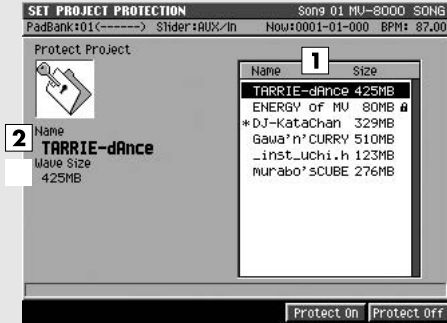 SET PROJECT PROTECTION Song 01 MV-8000 SONG
PadBank:01(------) Slider:AUX/In Now:0001-01-000 BPM: 87.00
Protect Project
1
Name Size
TARRIE-dAnce 425MB
ENERGY of MV 80MB
*DJ-KataChan 329MB
Gawa'n'CURRY 510MB
_inst_uchi.h 123MB
murabo'sCUBE 276MB
2
Name
TARRIE-dAnce
Wave Size
425MB
Protect On Protect Off